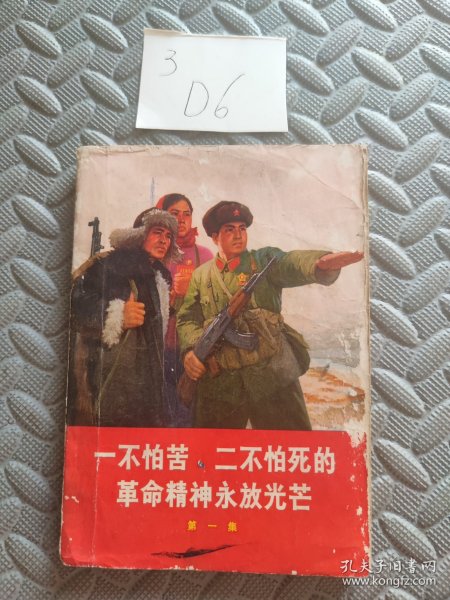 3
D6
一不怕苦、二不怕死的
革命精神永放光芒
第一集
孔夫子旧书网
www.kongfz.com